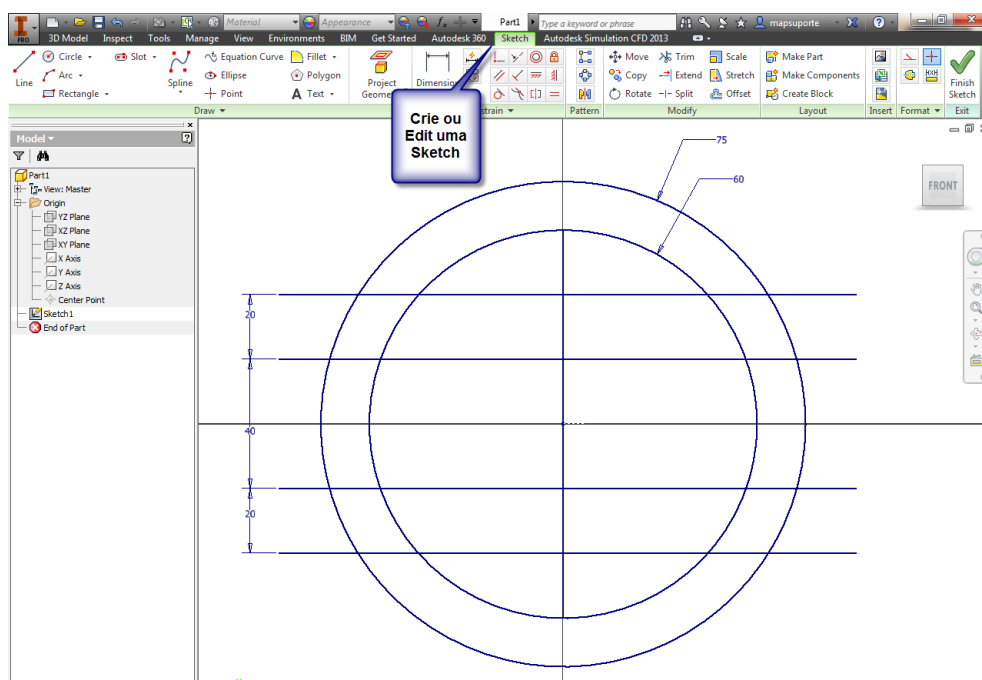 Material
Appearance
fx
Part1
Type a keyword or phrase
mapsuporte
PRO
3D Model
Inspect
Tools
Manage
View
Environments
BIM
Get Started
Autodesk 360
Sketch
Autodesk Simulation CFD 2013
Line
Circle
Arc
Rectangle
Slot
Spline
Equation Curve
Ellipse
Point
Fillet
Polygon
A Text
Project
Dimension
Move
Copy
Rotate
Trim
Extend
Split
Scale
Stretch
Offset
Make Part
Make Components
Create Block
Finish
Sketch
Draw
Pattern
Modify
Layout
Insert
Format
Exit
Crie ou
Edit uma
Sketch
Model
Part1
View: Master
Origin
YZ Plane
XZ Plane
XY Plane
X Axis
Y Axis
Z Axis
Center Point
Sketch1
End of Part
FRONT
75
60
20
40
20